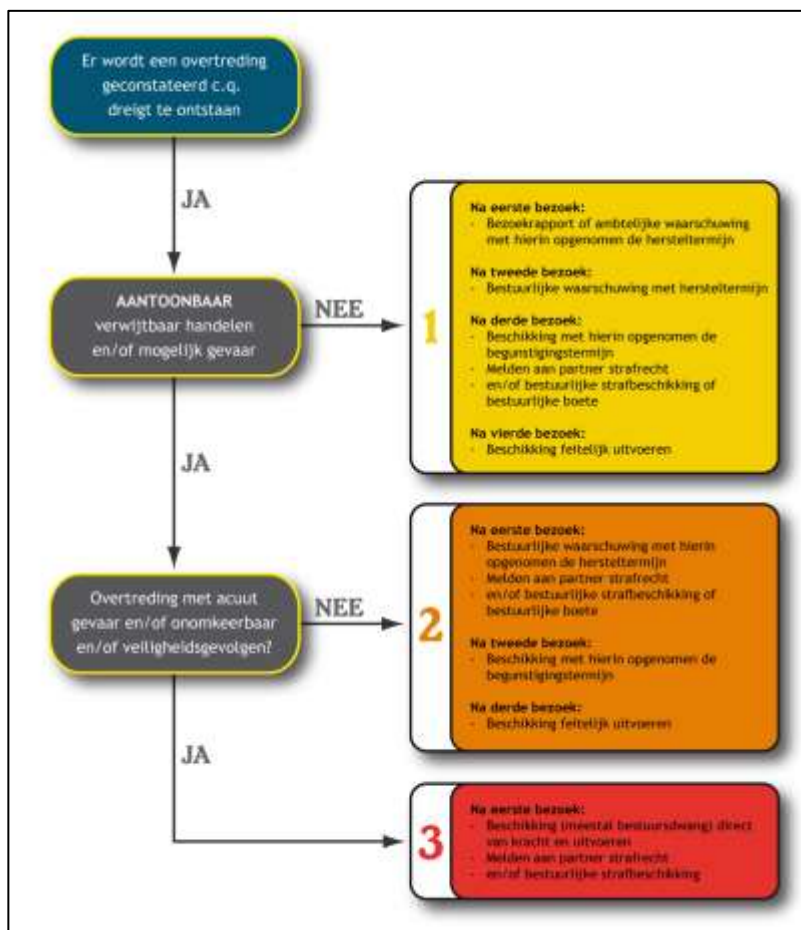 Er wordt een overtreding
geconstateerd c.q.
dreigt te ontstaan
JA
AANTOONBAAR
verwijtbaar handelen
en/of mogelijk gevaar
NEE
1
Na eerste bezoek:
- Bezoekrapport of ambtelijke waarschuwing
met hierin opgenomen de hersteltermijn
Na tweede bezoek:
- Bestuurlijke waarschuwing met hersteltermijn
Na derde bezoek:
- Beschikking met hierin opgenomen de
begunstigingstermijn
- Melden aan partner strafrecht
- en/of bestuurlijke strafbeschikking of
bestuurlijke boete
Na vierde bezoek:
- Beschikking feitelijk uitvoeren
JA
Overtreding met acuut
gevaar en/of onomkeerbaar
en/of veiligheidsgevolgen?
NEE
2
Na eerste bezoek:
- Bestuurlijke waarschuwing met hierin
opgenomen de hersteltermijn
- Melden aan partner strafrecht
- en/of bestuurlijke strafbeschikking of
bestuurlijke boete
Na tweede bezoek:
- Beschikking met hierin opgenomen de
begunstigingstermijn
Na derde bezoek:
- Beschikking feitelijk uitvoeren
JA
3
Na eerste bezoek:
- Beschikking (meestal bestuursdwang) direct
van kracht en uitvoeren
- Melden aan partner strafrecht
- en/of bestuurlijke strafbeschikking